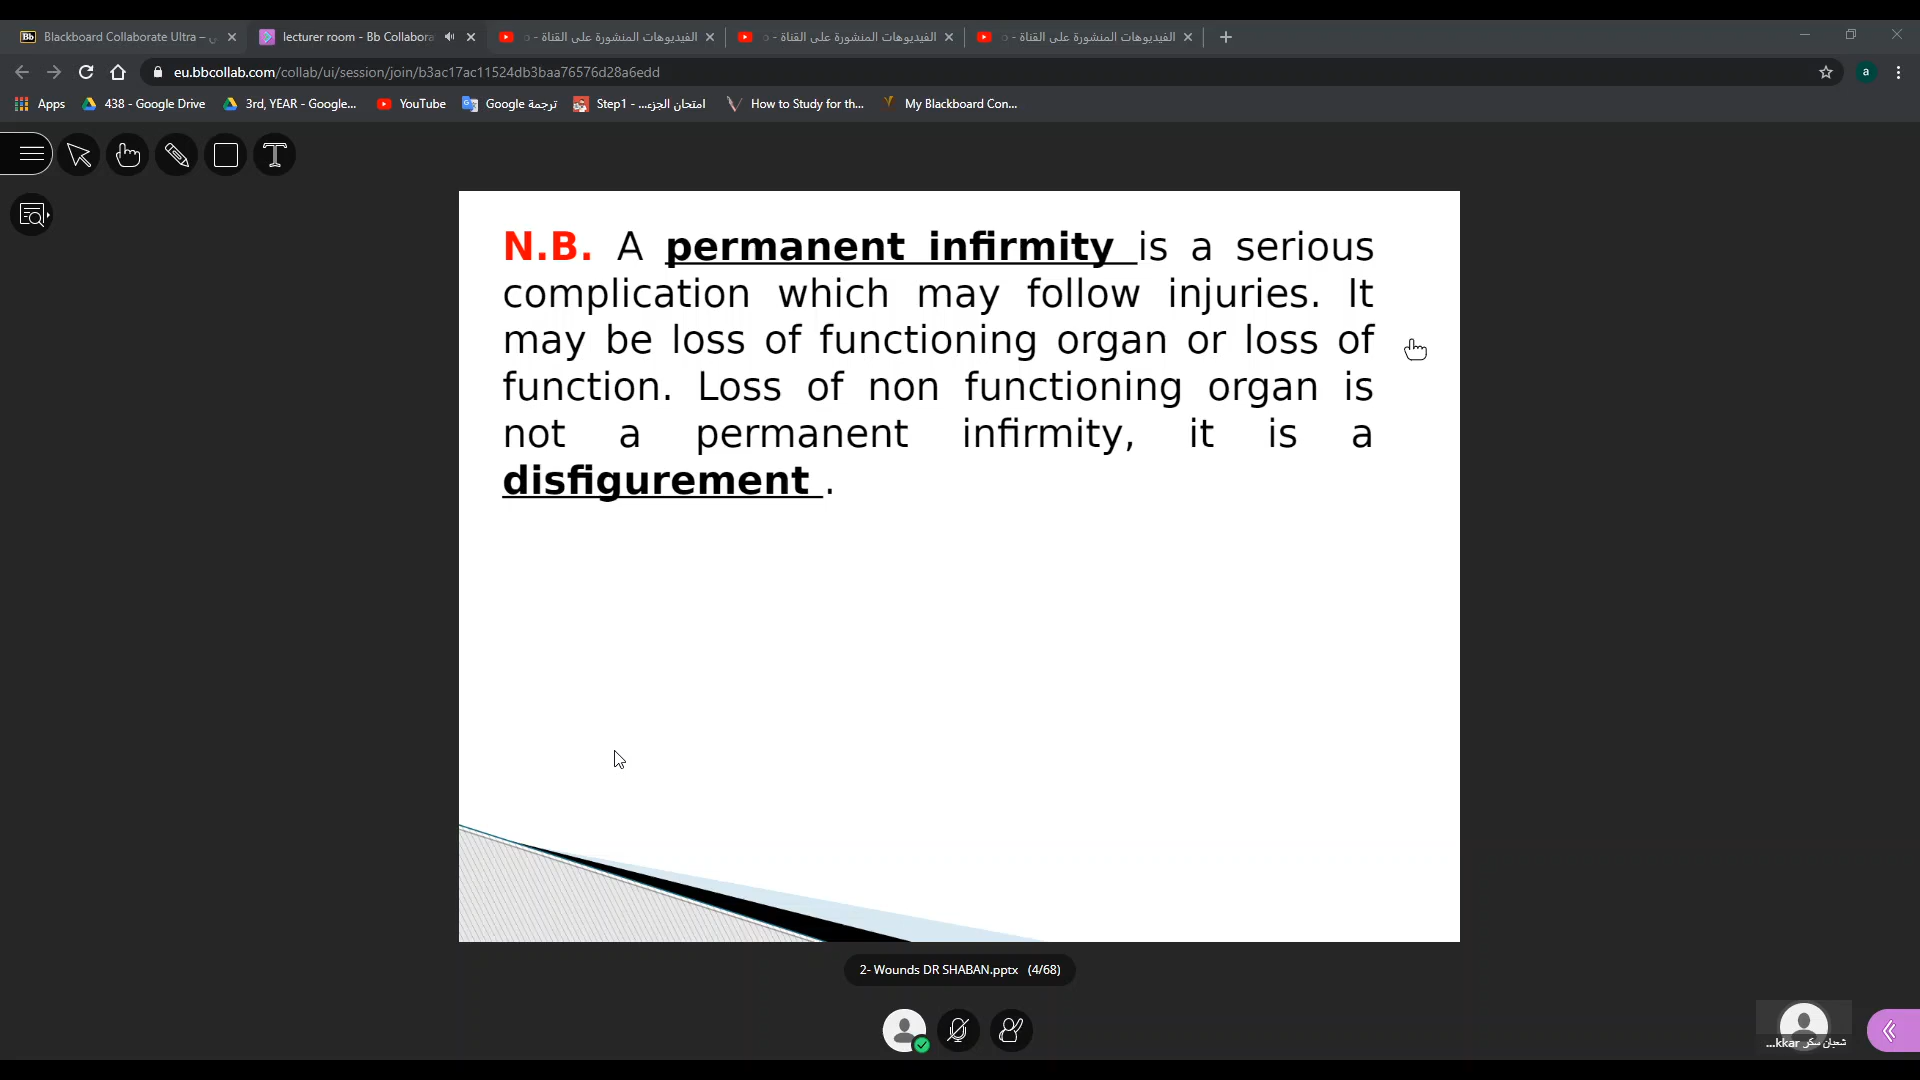 Blackboard Collaborate Ultra –
lecturer room - Bb Collabora
الفيديوهات المنشورة على القناة -
الفيديوهات المنشورة على القناة -
الفيديوهات المنشورة على القناة -
eu.bbcollab.com/collab/ui/session/join/b3ac17ac11524db3baa76576d28a6edd
a
Apps
438 - Google Drive
3rd, YEAR - Google...
YouTube
ترجمة Google
Step1 - ...امتحان الجزء
How to Study for th...
My Blackboard Con...
N.B. A permanent infirmity is a serious
complication which may follow injuries. It
may be loss of functioning organ or loss of
function. Loss of non functioning organ is
not a permanent infirmity, it is a
disfigurement .
2- Wounds DR SHABAN.pptx (4/68)
شعبان سكر kkar...